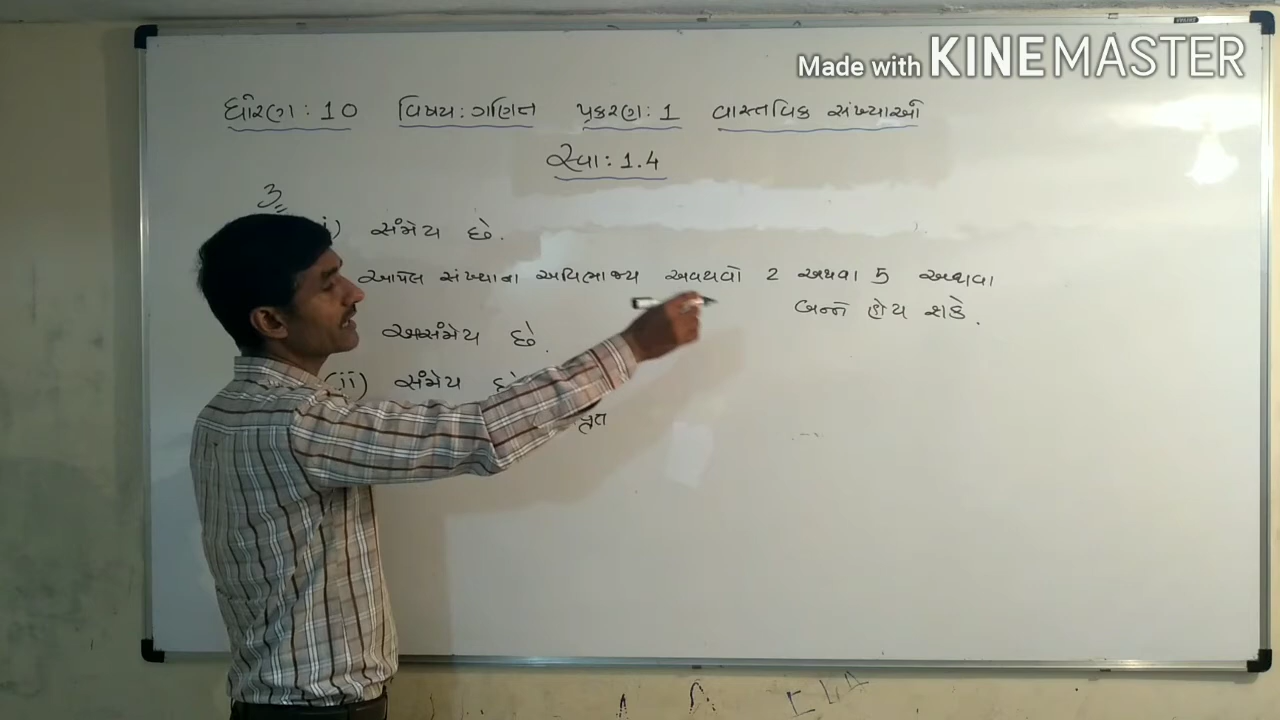 Made with KINEMASTER
ધોરણ : 10 વિષય : ગણિત પ્રકરણ : 1 વાસ્તવિક સંખ્યાઓ
સ્વા : 1.4
3
i) સંમેય છે.
આપેલ સંખ્યાના અવિભાજ્ય અવયવો 2 અથવા 5 અથવા
બન્ને હોય શકે.
અસંમેય છે.
(ii) સંમેય